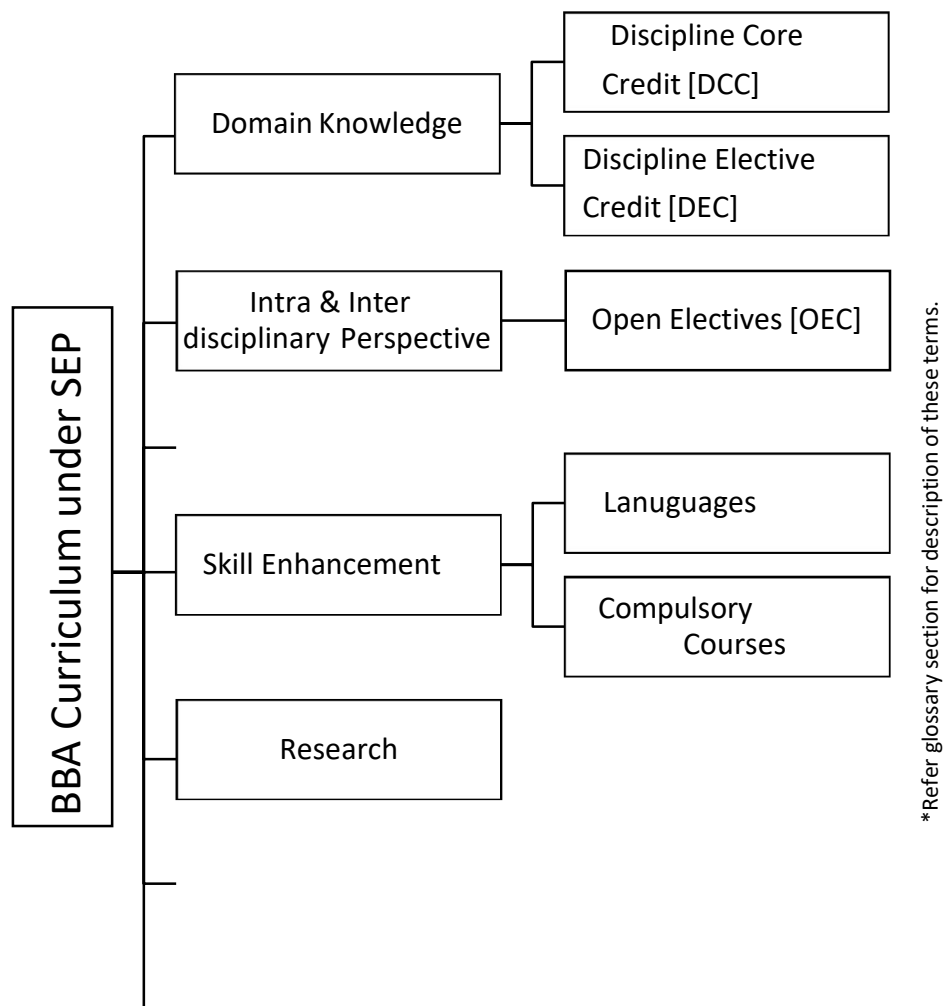 BBA Curriculum under SEP
Domain Knowledge
Discipline Core
Credit [DCC]
Discipline Elective
Credit [DEC]
Intra & Inter
disciplinary Perspective
Open Electives [OEC]
Skill Enhancement
Lanuguages
Compulsory
Courses
Research
*Refer glossary section for description of these terms.